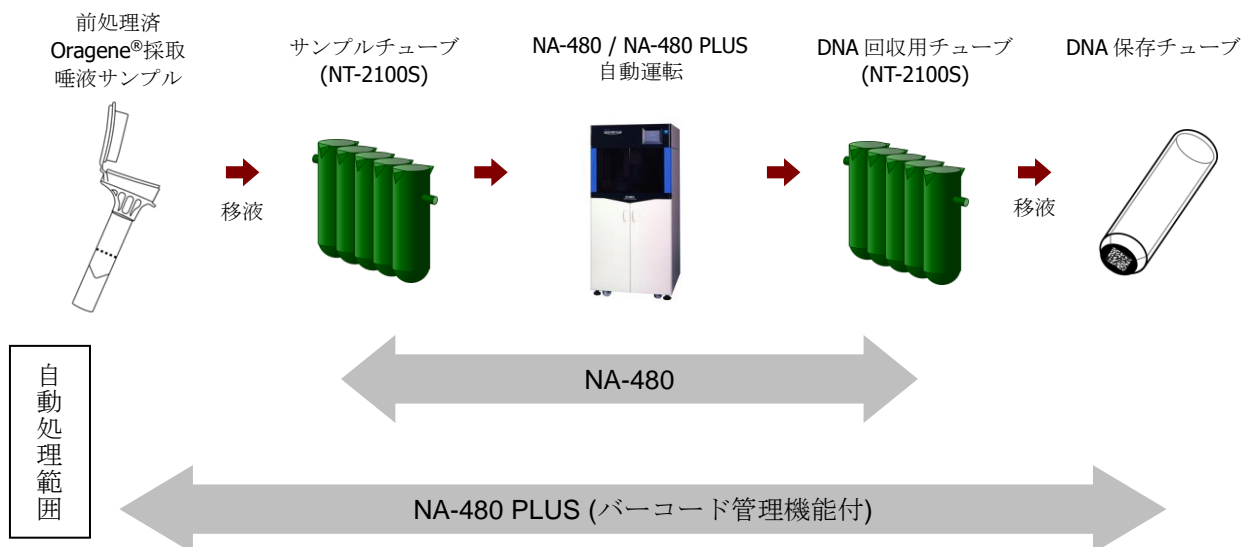 前処理済
Oragene®採取
唾液サンプル
サンプルチューブ
(NT-2100S)
NA-480 / NA-480 PLUS
自動運転
DNA 回収用チューブ
(NT-2100S)
DNA 保存チューブ
移液
移液
自動処理範囲
NA-480
NA-480 PLUS (バーコード管理機能付)